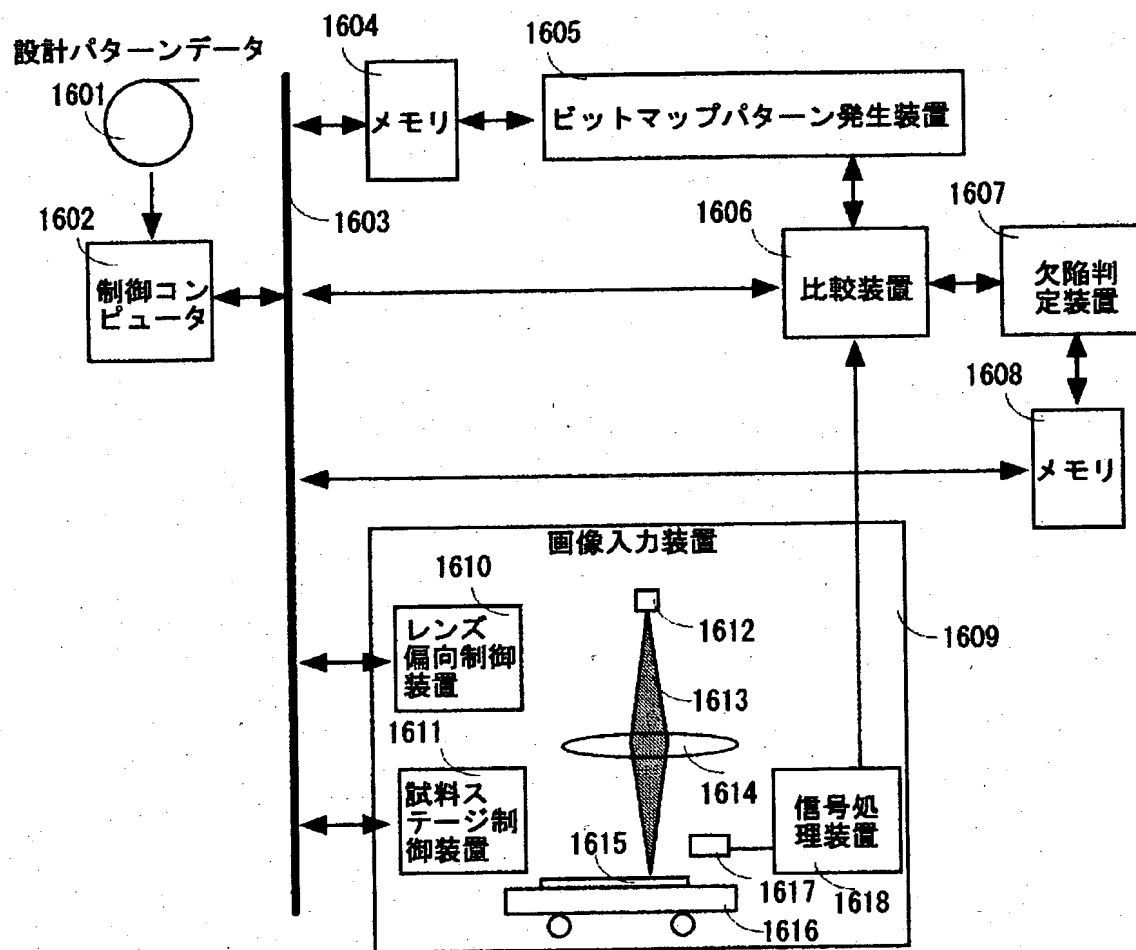 設計パターンデータ
1601
1602
制御コン
ピュータ
1603
1604
メモリ
1605
ビットマップパターン発生装置
1606
比較装置
1607
欠陥判
定装置
1608
メモリ
画像入力装置
1609
1610
レンズ
偏向制御
装置
1611
試料ス
テージ制
御装置
1612
1613
1614
1615
1616
1617
信号処
理装置
1618